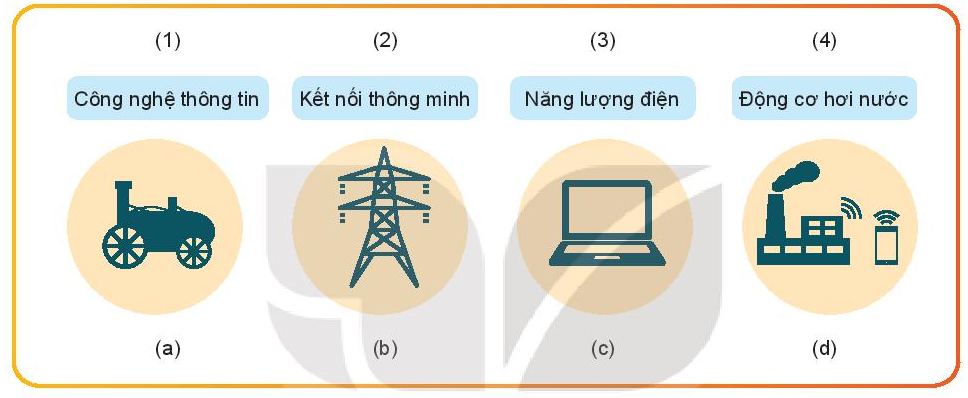 (1) (2) (3) (4)
Công nghệ thông tin Kết nối thông minh Năng lượng điện Động cơ hơi nước
(a) (b) (c) (d)